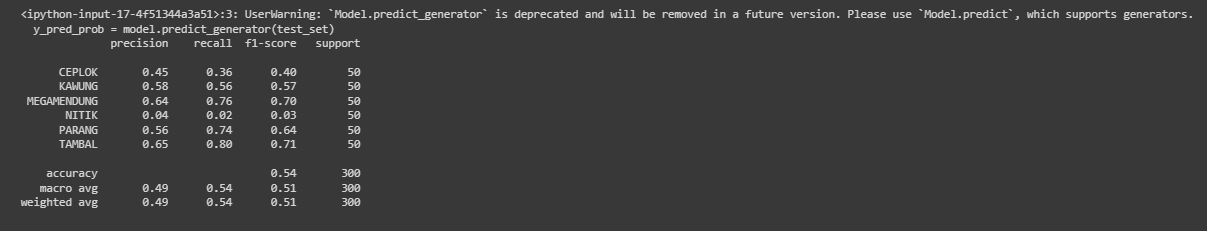 <ipython-input-17-4f51344a3a51>:3: UserWarning: `Model.predict_generator` is deprecated and will be removed in a future version. Please use `Model.predict`, which supports generators.
y_pred_prob = model.predict_generator(test_set)
precision recall f1-score support
CEPLOK 0.45 0.36 0.40 50
KAWUNG 0.58 0.56 0.57 50
MEGAMENDUNG 0.64 0.76 0.70 50
NITIK 0.04 0.02 0.03 50
PARANG 0.56 0.74 0.64 50
TAMBAL 0.65 0.80 0.71 50
accuracy 0.54 300
macro avg 0.49 0.54 0.51 300
weighted avg 0.49 0.54 0.51 300